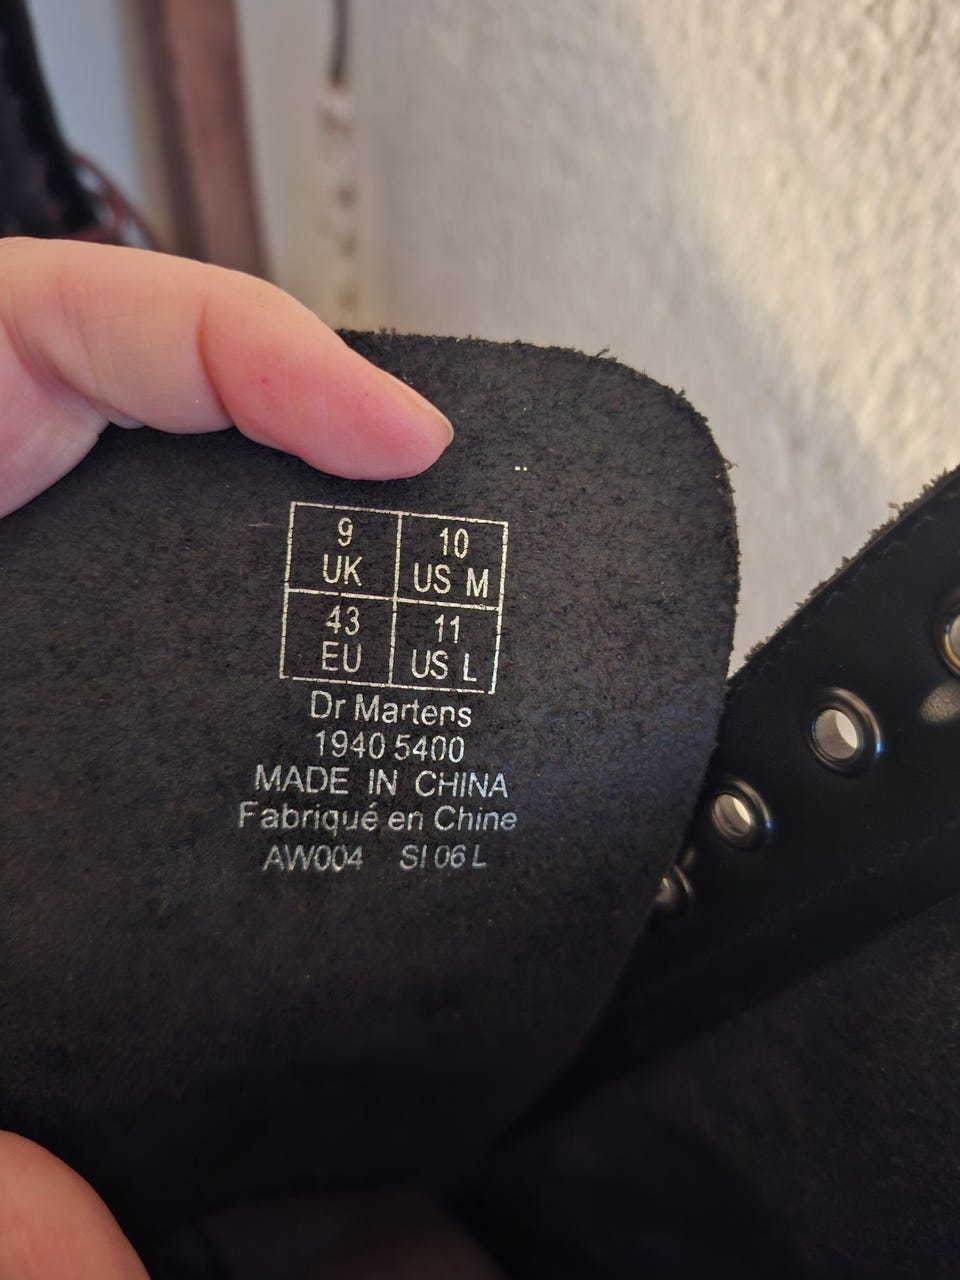 9 UK
10 US M
43 EU
11 US L
Dr Martens
1940 5400
MADE IN CHINA
Fabriqué en Chine
AW004 SI 06 L